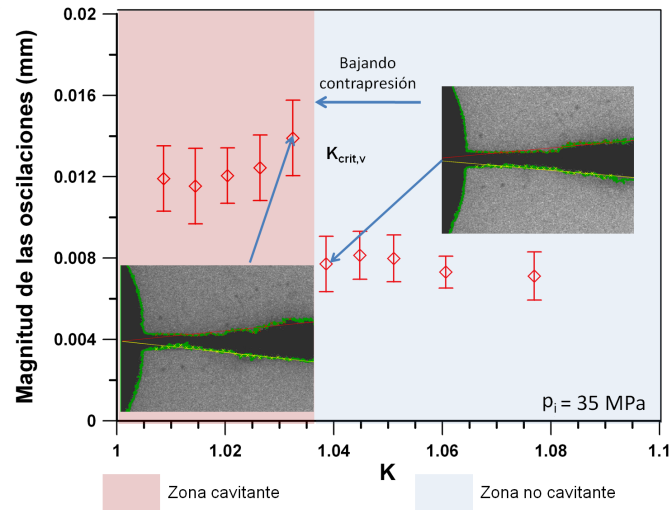 Magnitud de las oscilaciones (mm)
0.02
0.016
0.012
0.008
0.004
0
Bajando
contrapresión
Kcrit,v
pi = 35 MPa
1 1.02 1.04 1.06 1.08 1.1
K
Zona cavitante
Zona no cavitante